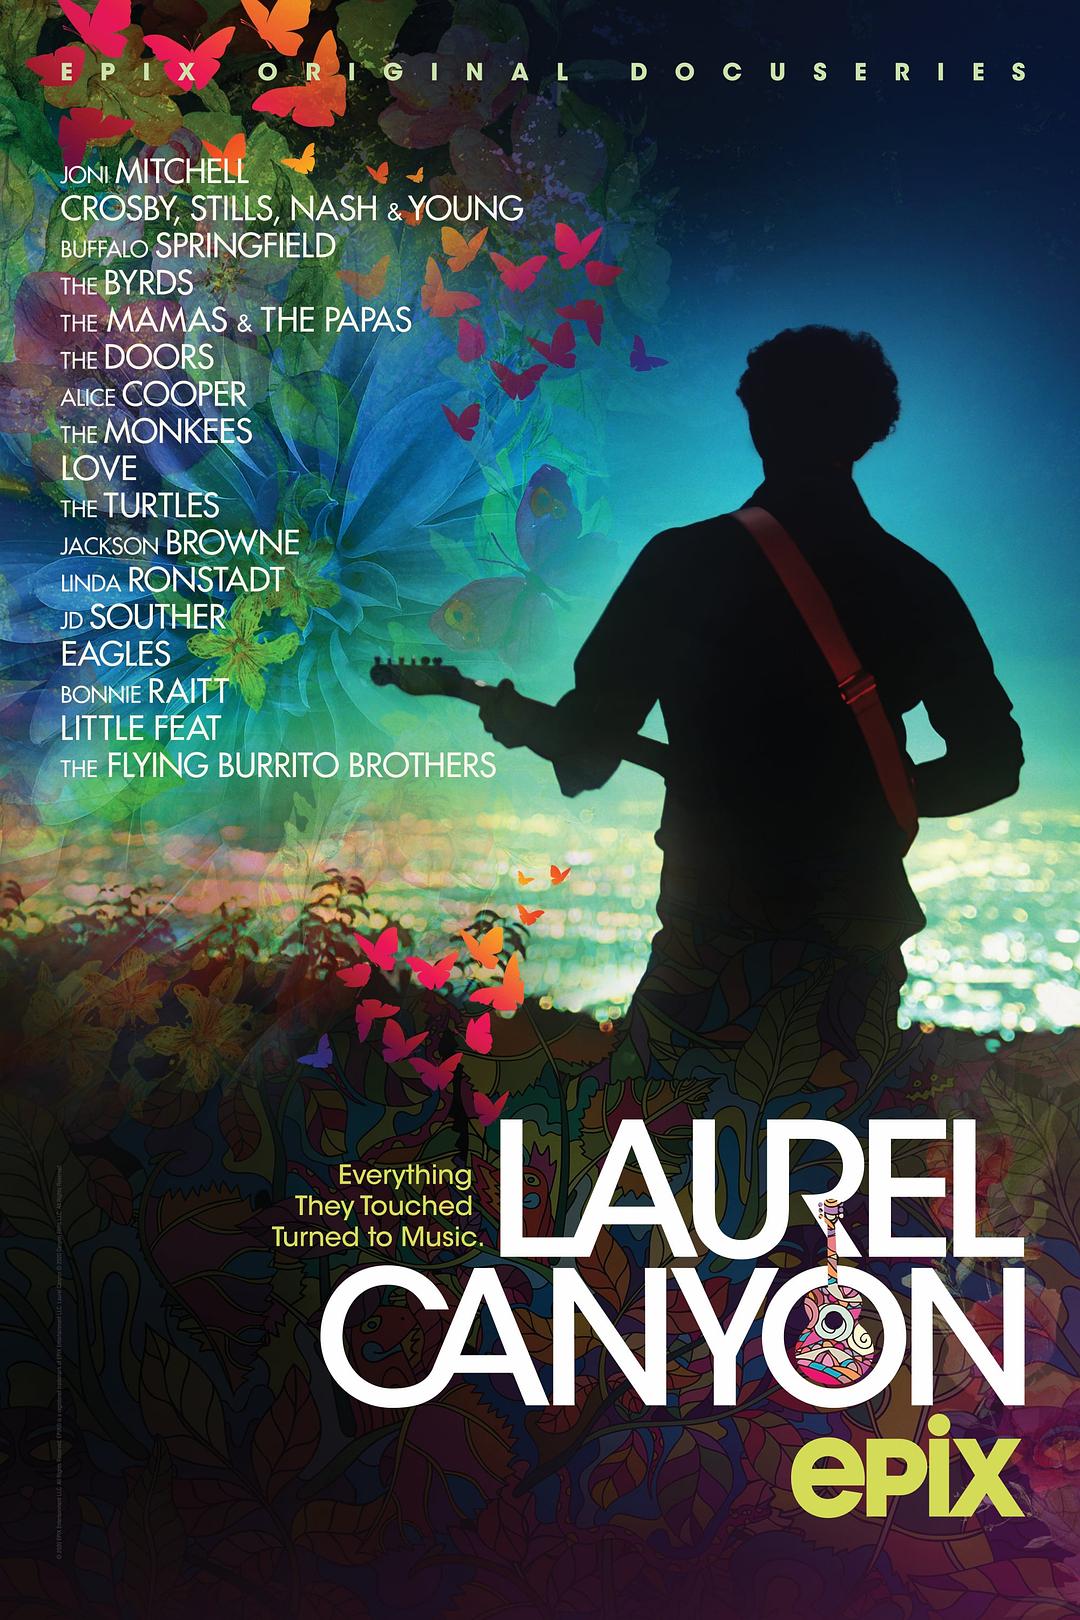 EPIX ORIGINAL DOCUSERIES
JONI MITCHELL
CROSBY, STILLS, NASH & YOUNG
BUFFALO SPRINGFIELD
THE BYRDS
THE MAMAS & THE PAPAS
THE DOORS
ALICE COOPER
THE MONKEES
LOVE
THE TURTLES
JACKSON BROWNE
LINDA RONSTADT
JD SOUTHER
EAGLES
BONNIE RAITT
LITTLE FEAT
THE FLYING BURRITO BROTHERS
Everything
They Touched
Turned to Music.
LAUREL
CANYON
epix